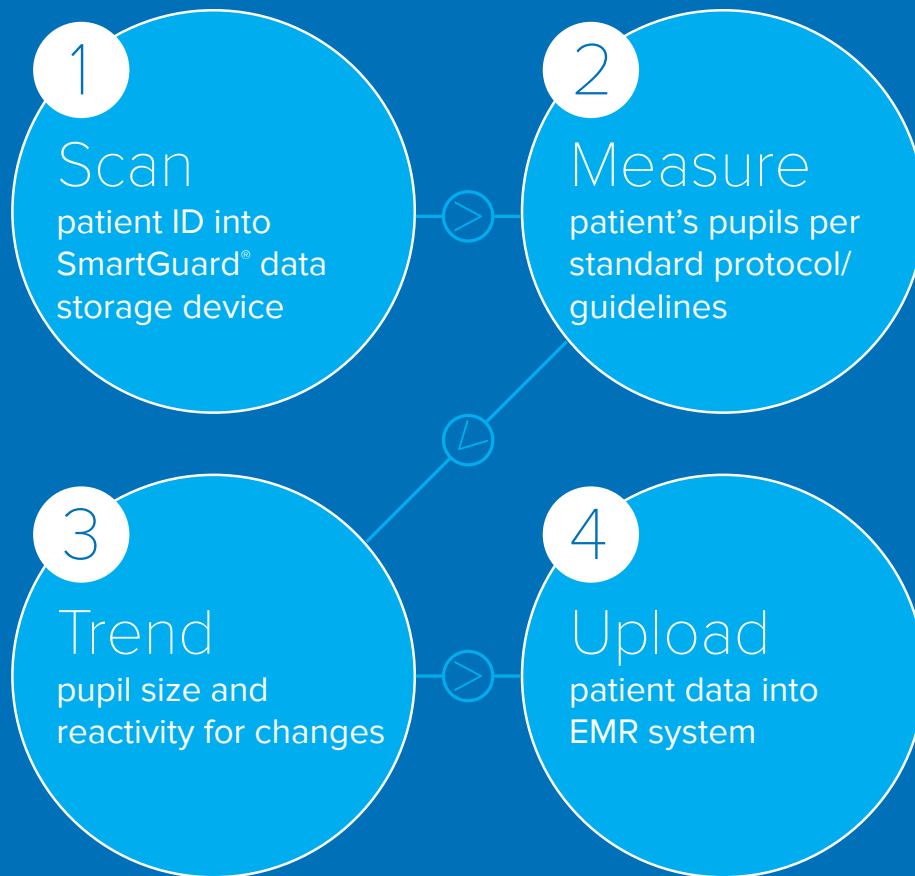 1
Scan
patient ID into
SmartGuard® data
storage device
2
Measure
patient's pupils per
standard protocol/
guidelines
3
Trend
pupil size and
reactivity for changes
4
Upload
patient data into
EMR system